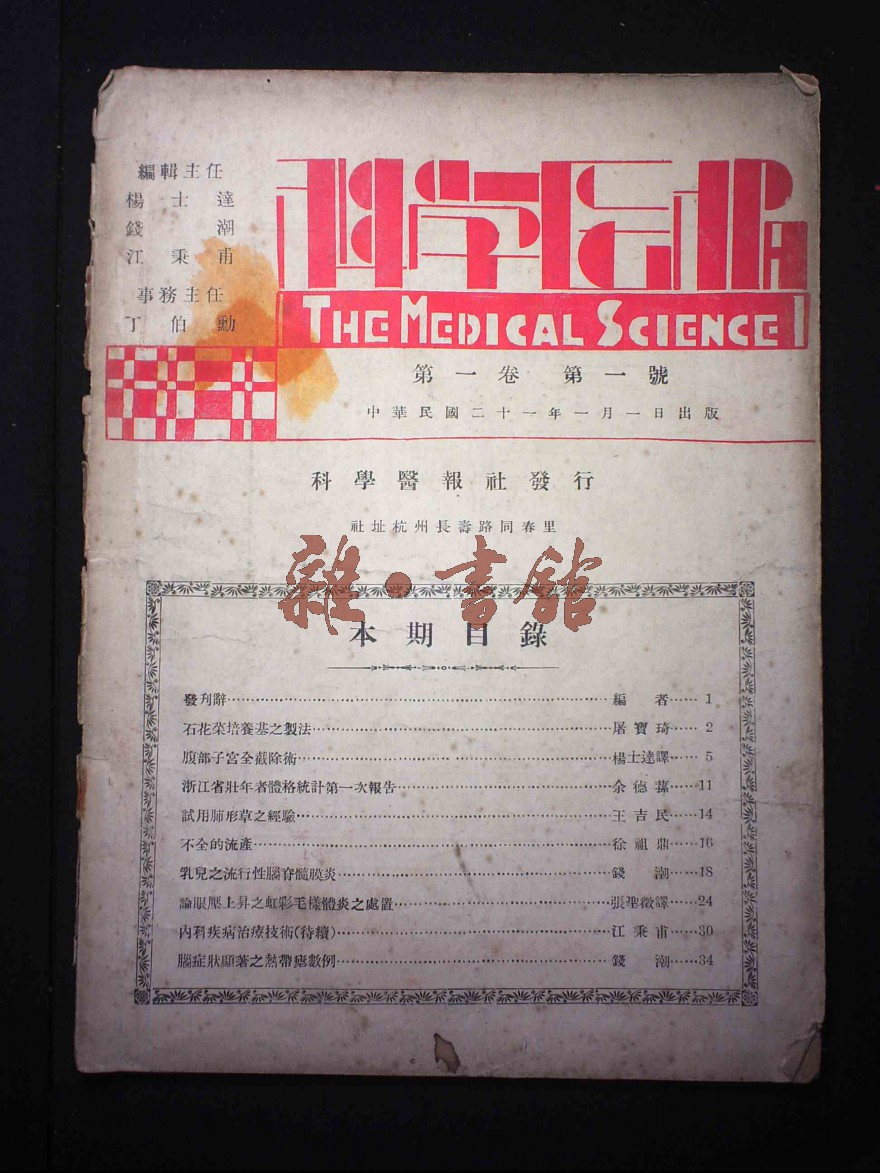 編輯主任
楊士達
錢潮
江秉甫
事務主任
丁伯勳
科學醫報
THE MEDICAL SCIENCE
第一卷 第一號
中華民國二十一年一月一日出版
科學醫報社發行
社址杭州長壽路同春里
雜·書館
本期目錄
發刋辭……編者……1
石花菜培養基之製法……屠寶琦……2
腹部子宮全截除術……楊士達譯……5
浙江省壯年者體格統計第一次報告……余德蓀……11
試用肺形草之經驗……王吉民……14
不全的流產……徐祖鼎……16
乳兒之流行性腦脊髓膜炎……錢潮……18
論眼壓上昇之虹彩毛樣體炎之處置……張聖徵譯……24
內科疾病治療技術(待續)……江秉甫……30
腦症狀顯著之熱帶瘧數例……錢潮……34